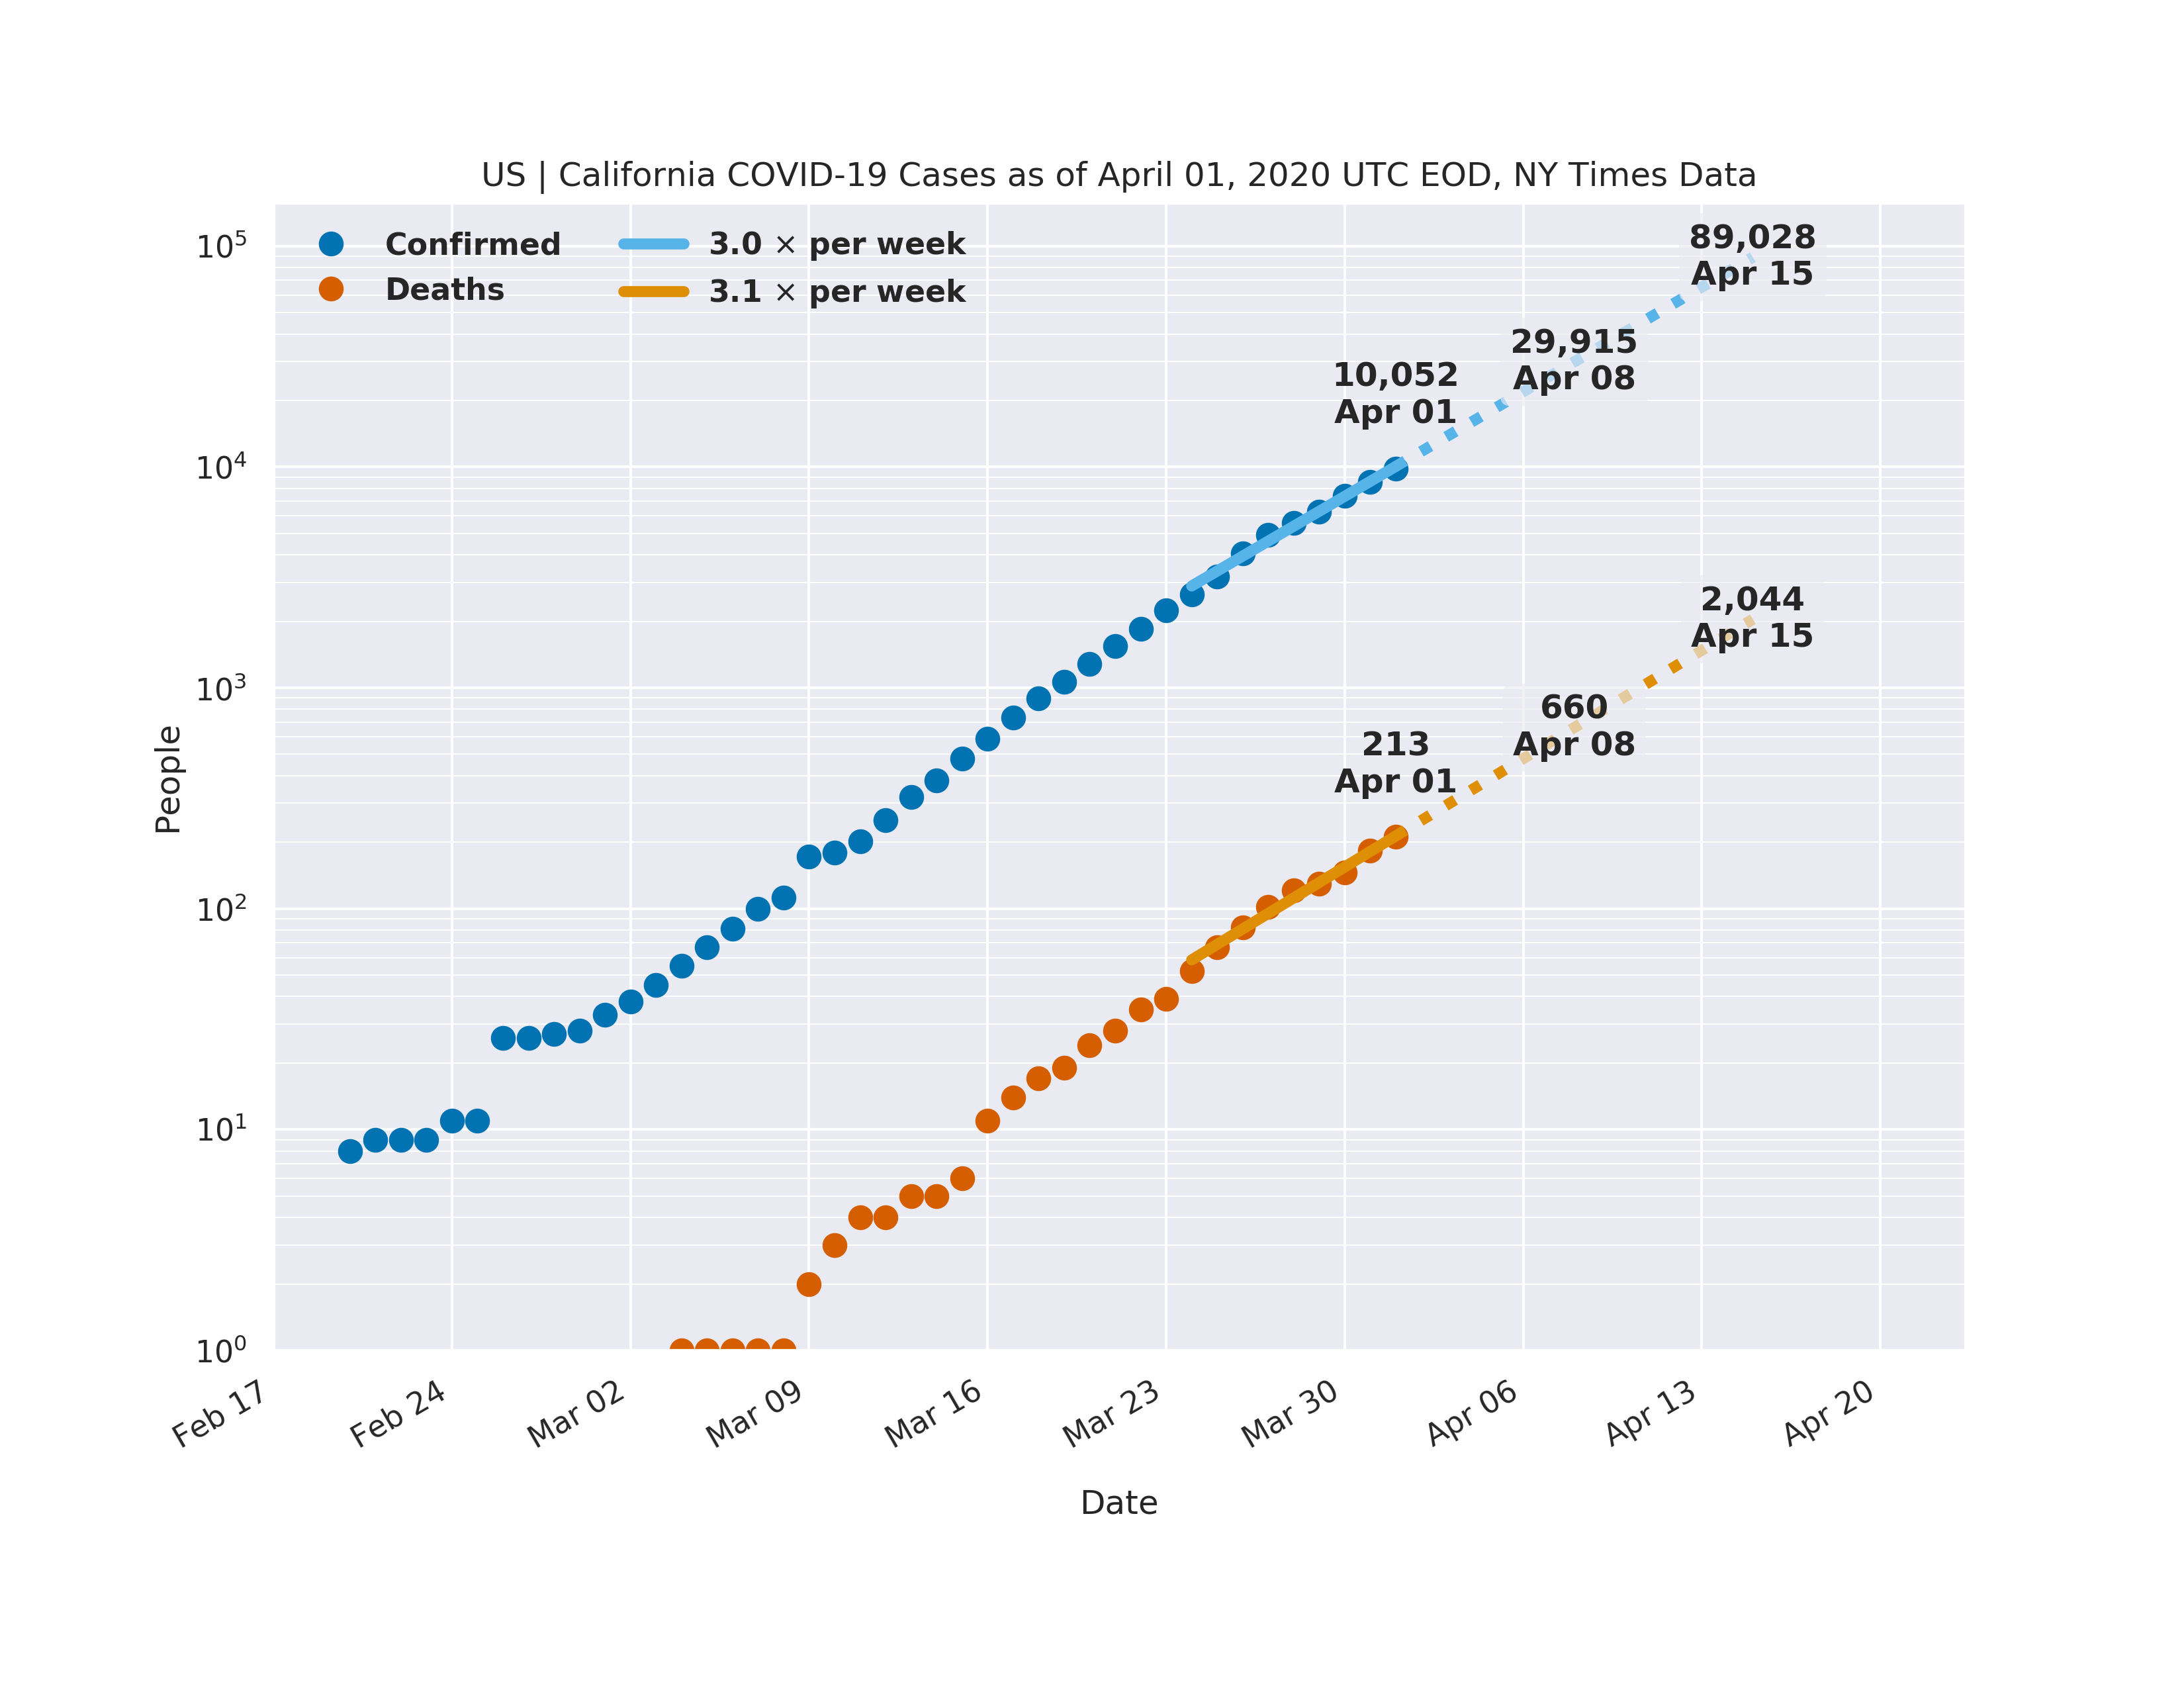 US | California COVID-19 Cases as of April 01, 2020 UTC EOD, NY Times Data
Confirmed
Deaths
3.0 × per week
3.1 × per week
89,028
Apr 15
29,915
Apr 08
10,052
Apr 01
2,044
Apr 15
660
Apr 08
213
Apr 01
People
10⁵
10⁴
10³
10²
10¹
10⁰
Feb 17
Feb 24
Mar 02
Mar 09
Mar 16
Mar 23
Mar 30
Apr 06
Apr 13
Apr 20
Date